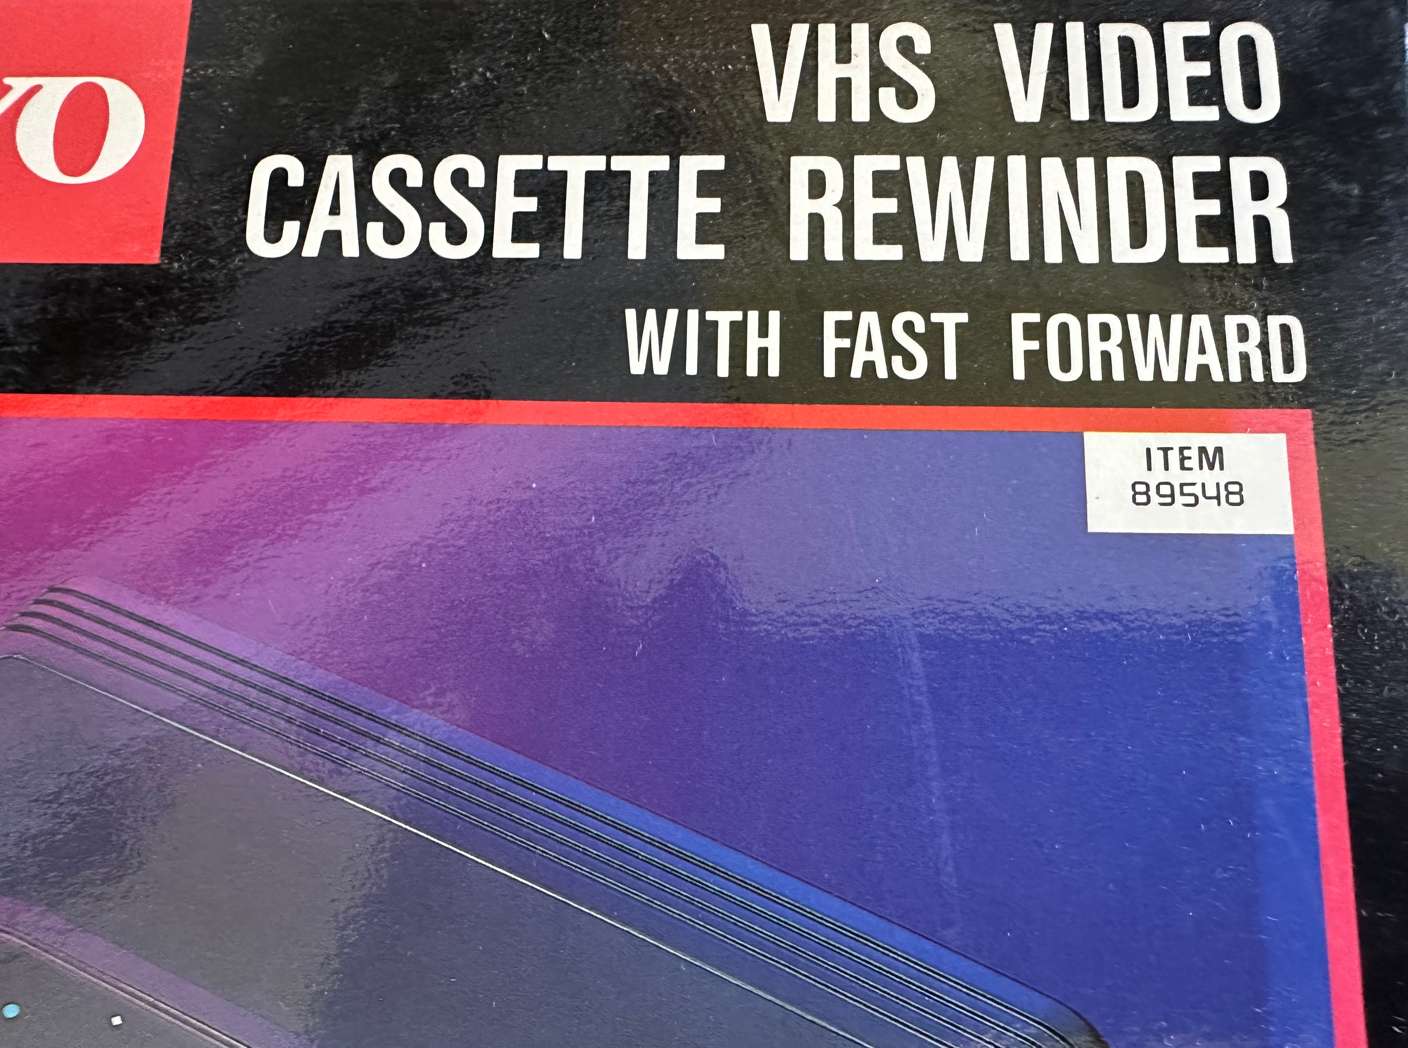 VHS VIDEO
CASSETTE REWINDER
WITH FAST FORWARD
ITEM
89548